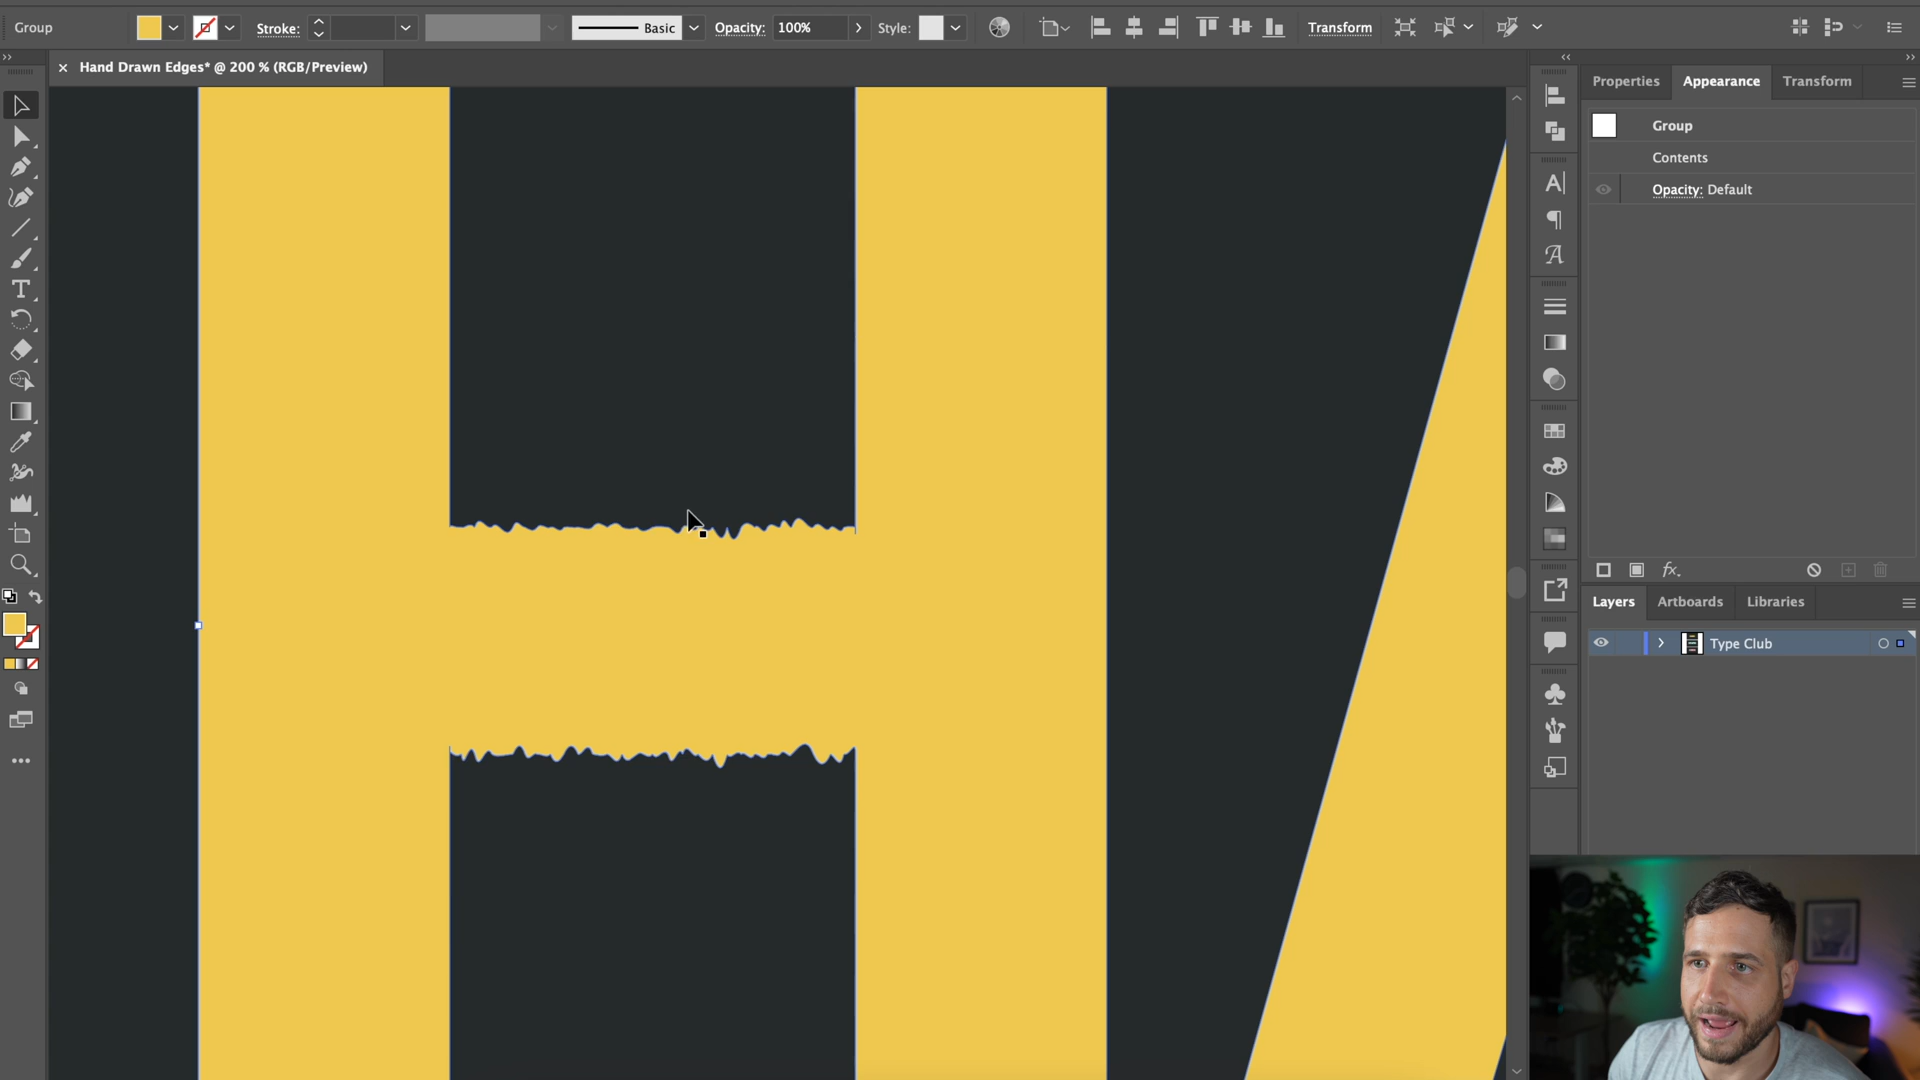 Group
Stroke:
Basic
Opacity:
100%
Style:
Transform
Hand Drawn Edges* @ 200 % (RGB/Preview)
Properties
Appearance
Transform
Group
Contents
Opacity: Default
fx.
Layers
Artboards
Libraries
Type Club
H